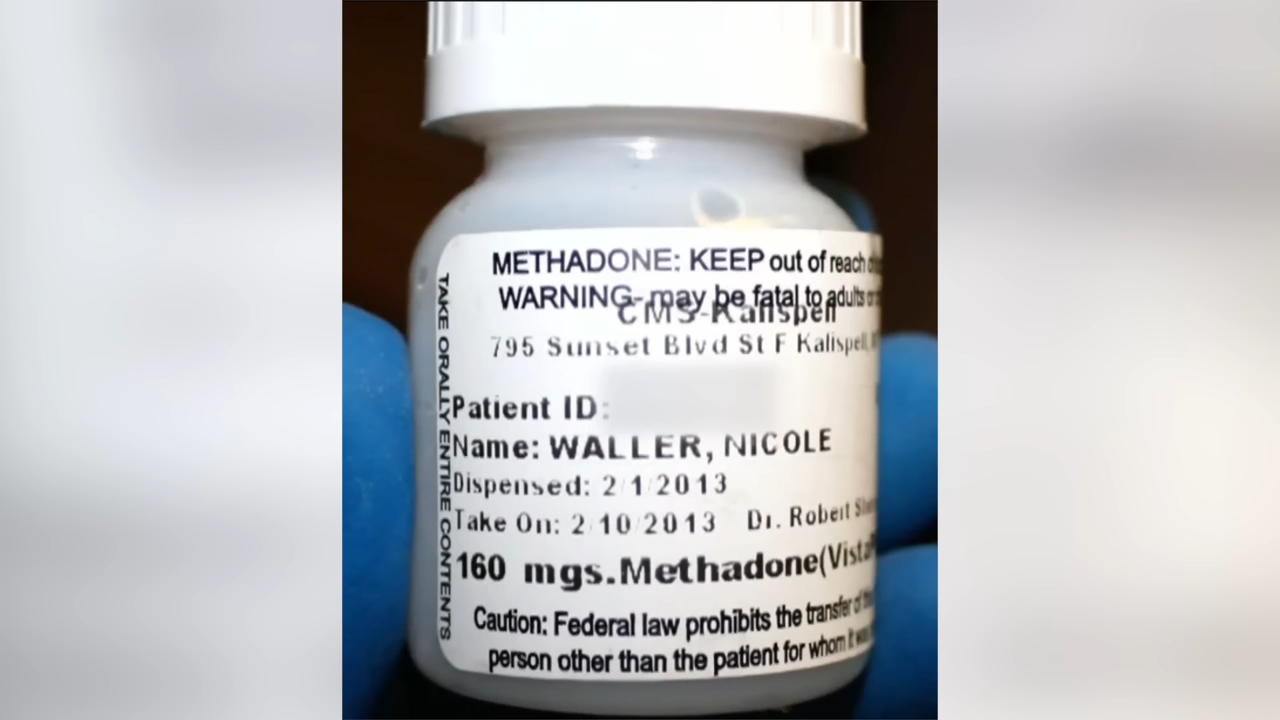 METHADONE: KEEP out of reach
WARNING- may be fatal to adults
CMS-Kalispell
795 Sunset Blvd St F Kalispell,
Patient ID:
Name: WALLER, NICOLE
Dispensed: 2/1/2013
Take On: 2/10/2013 Dr. Robert
160 mgs.Methadone(Vista
Caution: Federal law prohibits the transfer of
person other than the patient for whom it was
TAKE ORALLY ENTIRE CONTENTS